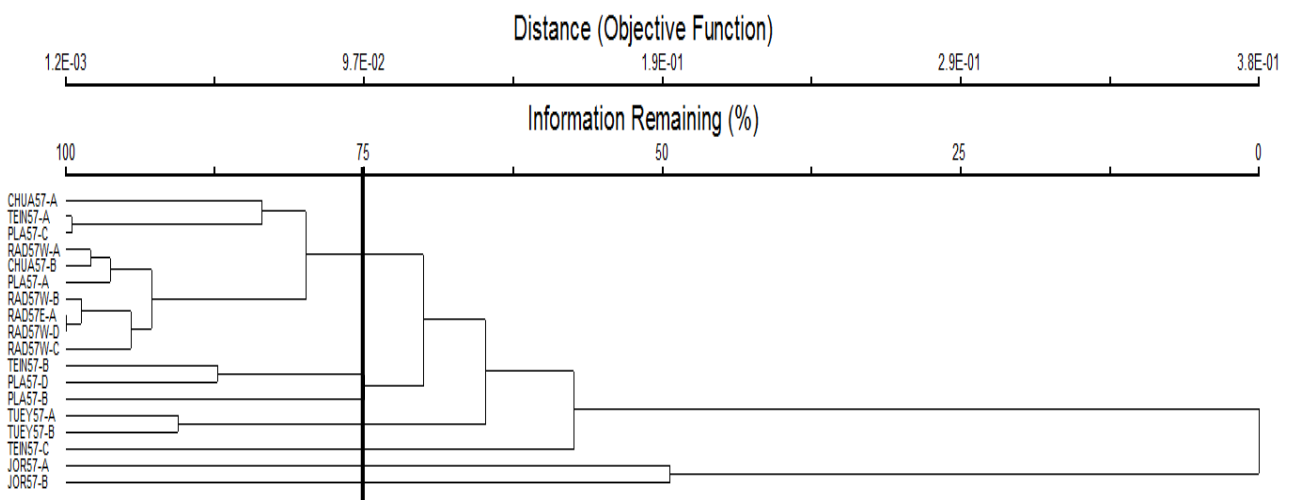 Distance (Objective Function)
1.2E-03 9.7E-02 1.9E-01 2.9E-01 3.8E-01
Information Remaining (%)
100 75 50 25 0
CHUA57-A
TEIN57-A
PLA57-C
RAD57W-A
CHUA57-B
PLA57-A
RAD57W-B
RAD57E-A
RAD57W-D
RAD57W-C
TEIN57-B
PLA57-D
PLA57-B
TUEY57-A
TUEY57-B
TEIN57-C
JOR57-A
JOR57-B